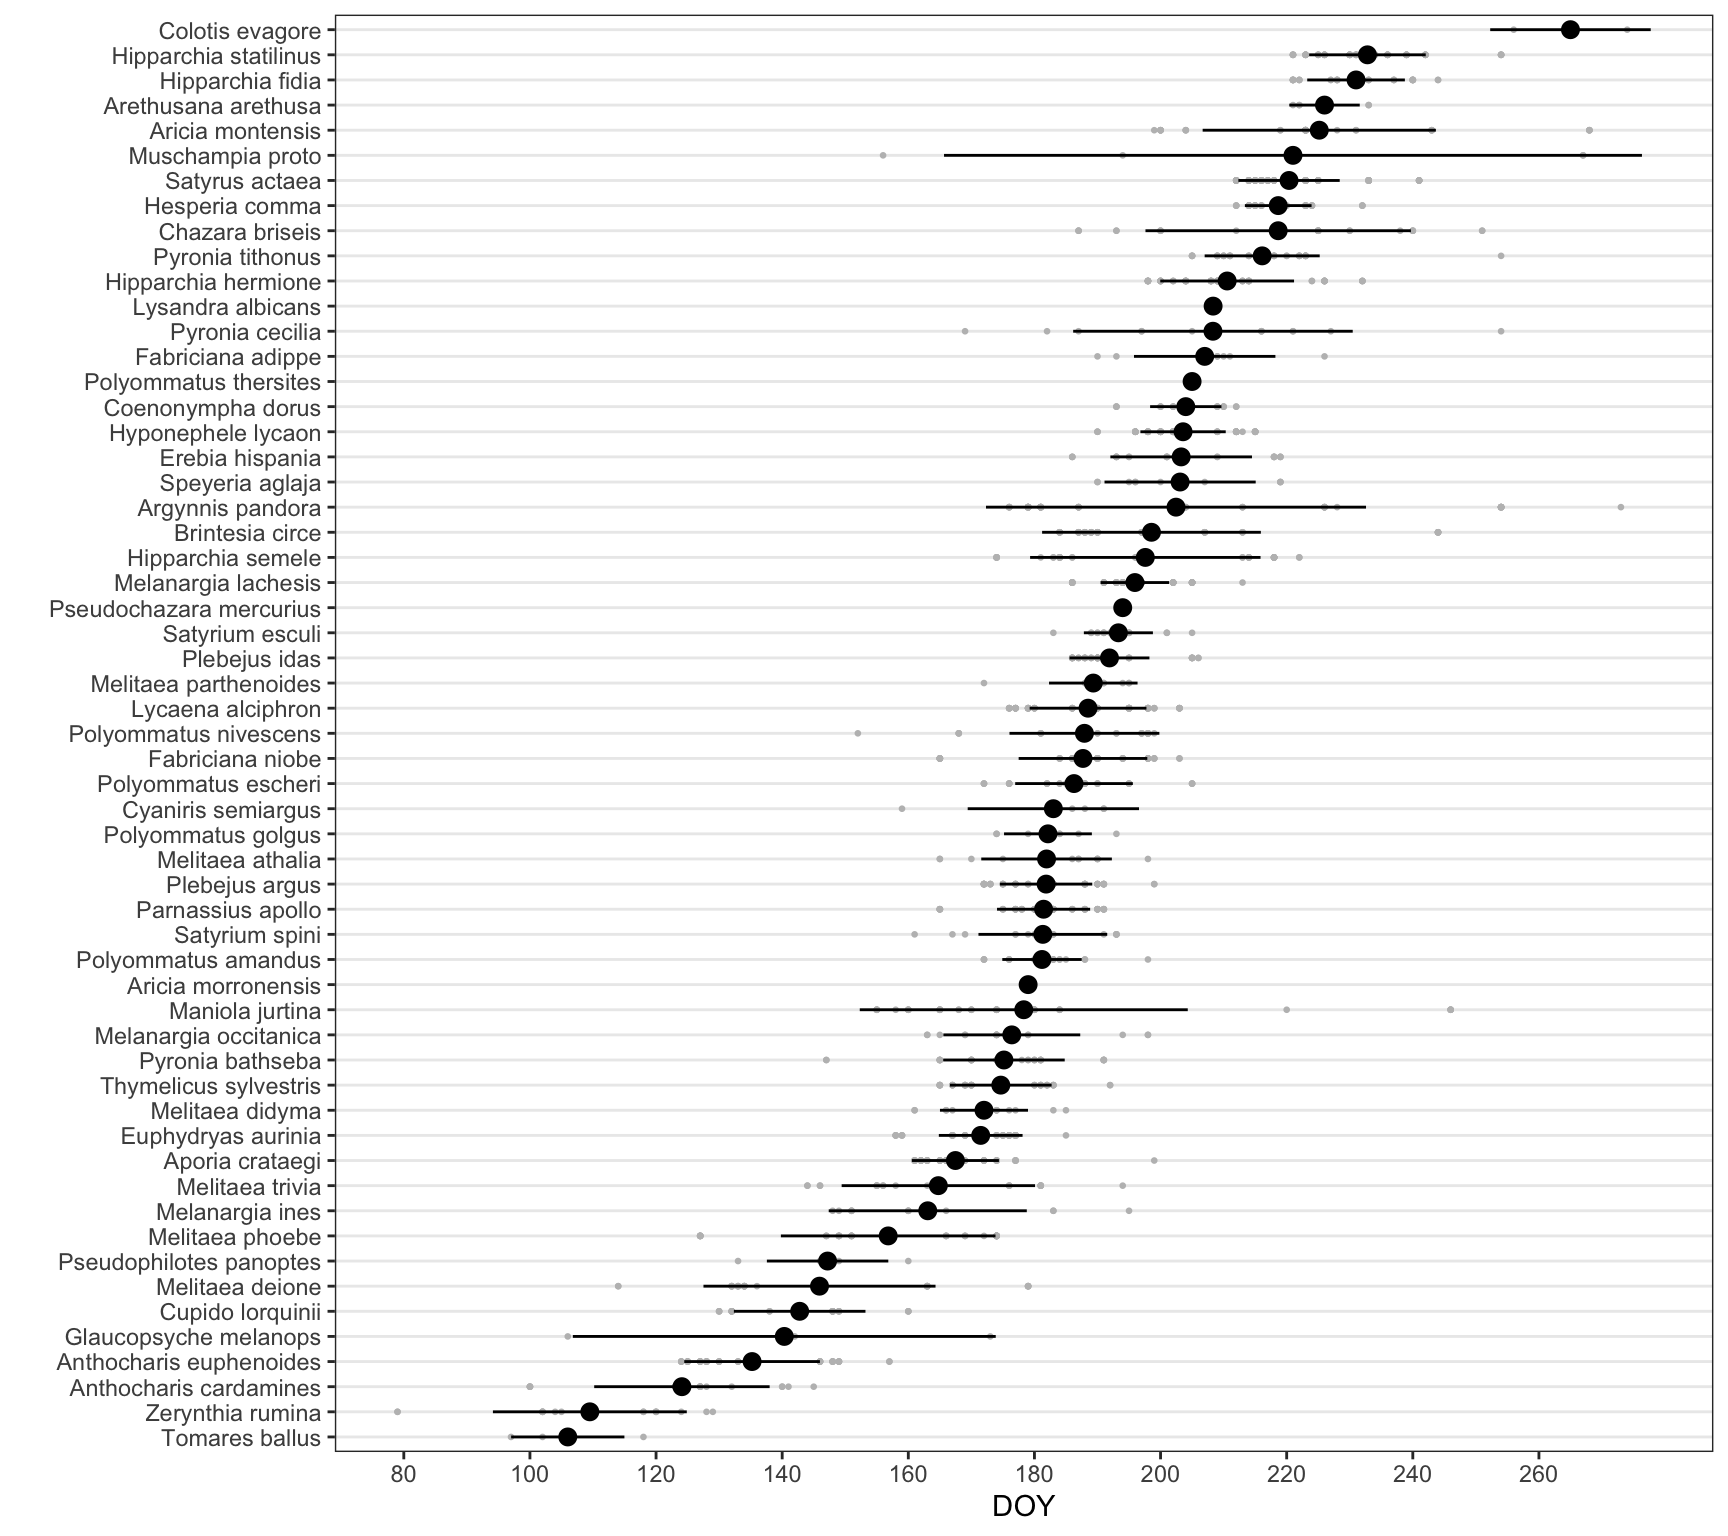 Colotis evagore
Hipparchia statilinus
Hipparchia fidia
Arethusana arethusa
Aricia montensis
Muschampia proto
Satyrus actaea
Hesperia comma
Chazara briseis
Pyronia tithonus
Hipparchia hermione
Lysandra albicans
Pyronia cecilia
Fabriciana adippe
Polyommatus thersites
Coenonympha dorus
Hyponephele lycaon
Erebia hispania
Speyeria aglaja
Argynnis pandora
Brintesia circe
Hipparchia semele
Melanargia lachesis
Pseudochazara mercurius
Satyrium esculi
Plebejus idas
Melitaea parthenoides
Lycaena alciphron
Polyommatus nivescens
Fabriciana niobe
Polyommatus escheri
Cyaniris semiargus
Polyommatus golgus
Melitaea athalia
Plebejus argus
Parnassius apollo
Satyrium spini
Polyommatus amandus
Aricia morronensis
Maniola jurtina
Melanargia occitanica
Pyronia bathseba
Thymelicus sylvestris
Melitaea didyma
Euphydryas aurinia
Aporia crataegi
Melitaea trivia
Melanargia ines
Melitaea phoebe
Pseudophilotes panoptes
Melitaea deione
Cupido lorquinii
Glaucopsyche melanops
Anthocharis euphenoides
Anthocharis cardamines
Zerynthia rumina
Tomares ballus
80 100 120 140 160 180 200 220 240 260
DOY